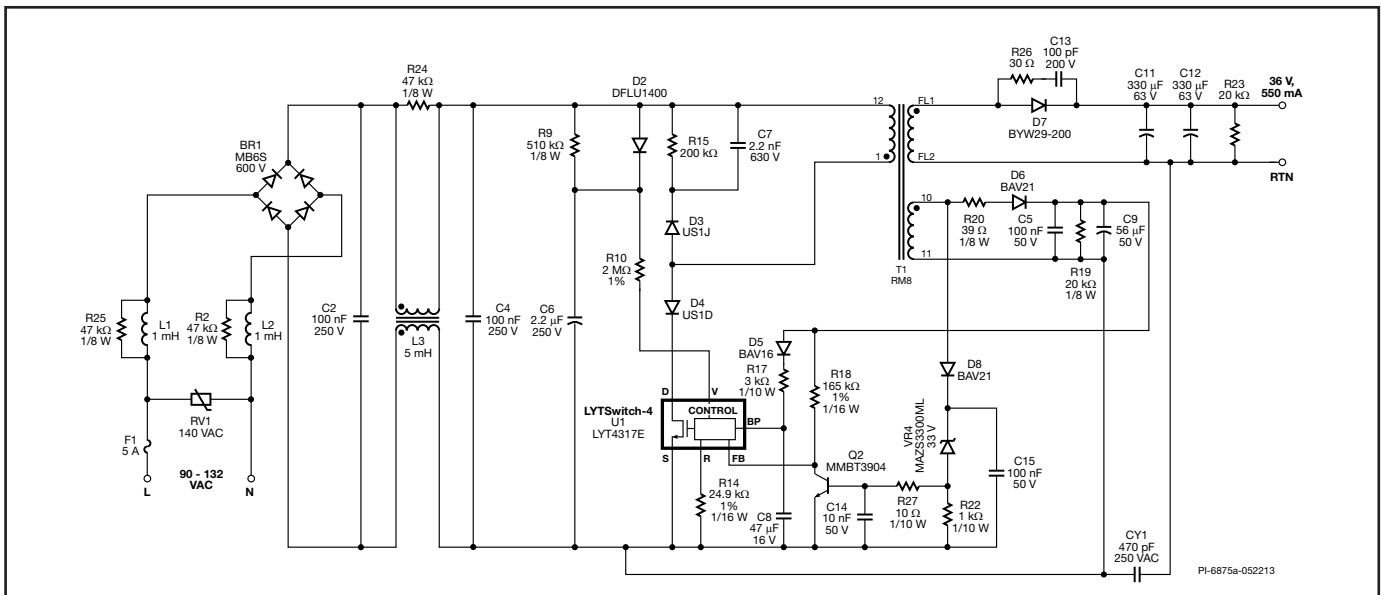 R24
47 kΩ
1/8 W
BR1
MB6S
600 V
R25
47 kΩ
1/8 W
L1
1 mH
R2
47 kΩ
1/8 W
L2
1 mH
RV1
140 VAC
F1
5 A
90 - 132
VAC
L
N
C2
100 nF
250 V
L3
5 mH
C4
100 nF
250 V
R9
510 kΩ
1/8 W
C6
2.2 µF
250 V
D2
DFLU1400
R10
2 MΩ
1%
R15
200 kΩ
C7
2.2 nF
630 V
D3
US1J
D4
US1D
LYTSwitch-4
U1
LYT4317E
D
V
CONTROL
BP
S
R
FB
R14
24.9 kΩ
1%
1/16 W
D5
BAV16
R17
3 kΩ
1/10 W
C8
47 µF
16 V
R18
165 kΩ
1%
1/16 W
Q2
MMBT3904
C14
10 nF
50 V
R27
10 Ω
1/10 W
VR4
MAZS3300ML
33 V
R22
1 kΩ
1/10 W
C15
100 nF
50 V
D8
BAV21
12
1
FL1
FL2
10
11
T1
RM8
R20
39 Ω
1/8 W
D6
BAV21
C5
100 nF
50 V
R19
20 kΩ
1/8 W
C9
56 µF
50 V
R26
30 Ω
C13
100 pF
200 V
D7
BYW29-200
C11
330 µF
63 V
C12
330 µF
63 V
R23
20 kΩ
36 V,
550 mA
RTN
CY1
470 pF
250 VAC
PI-6875a-052213